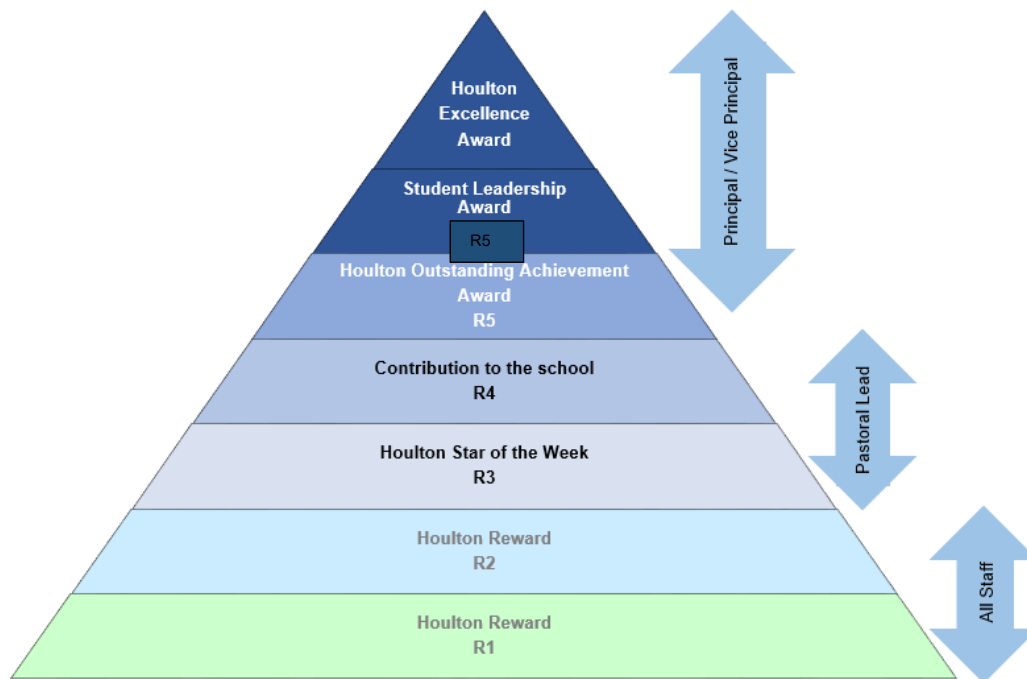 Houlton
Excellence
Award
Student Leadership
Award
R5
Houlton Outstanding Achievement
Award
R5
Contribution to the school
R4
Houlton Star of the Week
R3
Houlton Reward
R2
Houlton Reward
R1
Principal / Vice Principal
Pastoral Lead
All Staff